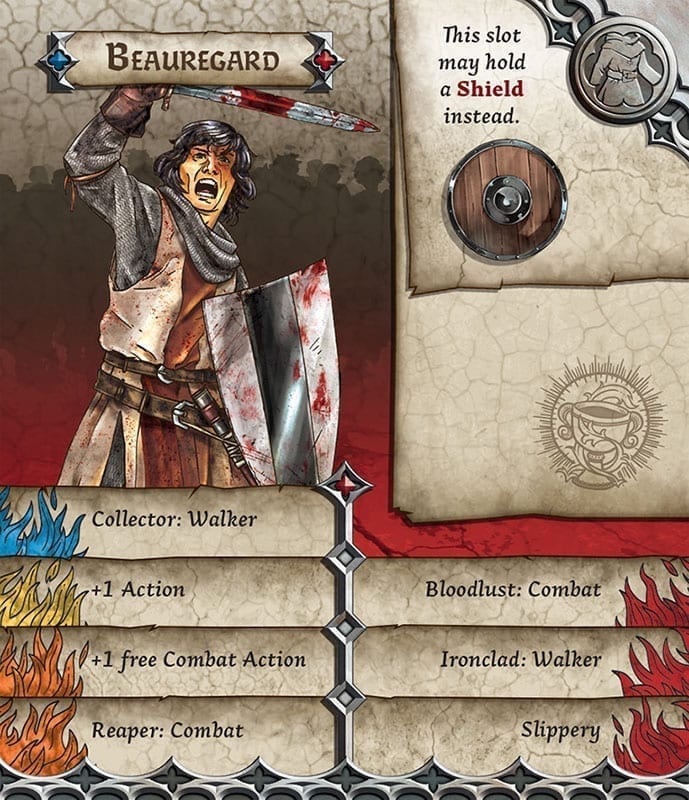 Beauregard
This slot
may hold
a Shield
instead.
Collector: Walker
+1 Action
+1 free Combat Action
Reaper: Combat
Bloodlust: Combat
Ironclad: Walker
Slippery